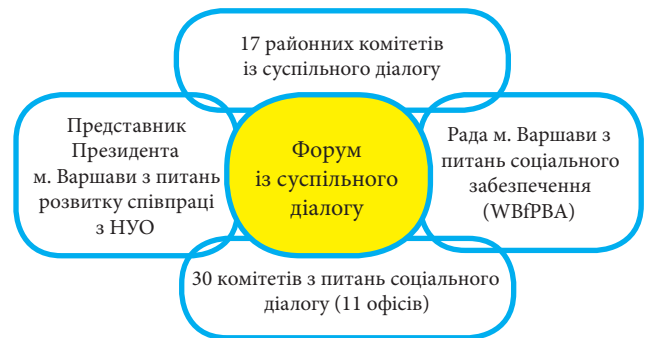 17 районних комітетів
із суспільного діалогу
Представник
Президента
м. Варшави з питань
розвитку співпраці
з НУО
Форум
із суспільного
діалогу
Рада м. Варшави з
питань соціального
забезпечення
(WBfPBA)
30 комітетів з питань соціального
діалогу (11 офісів)